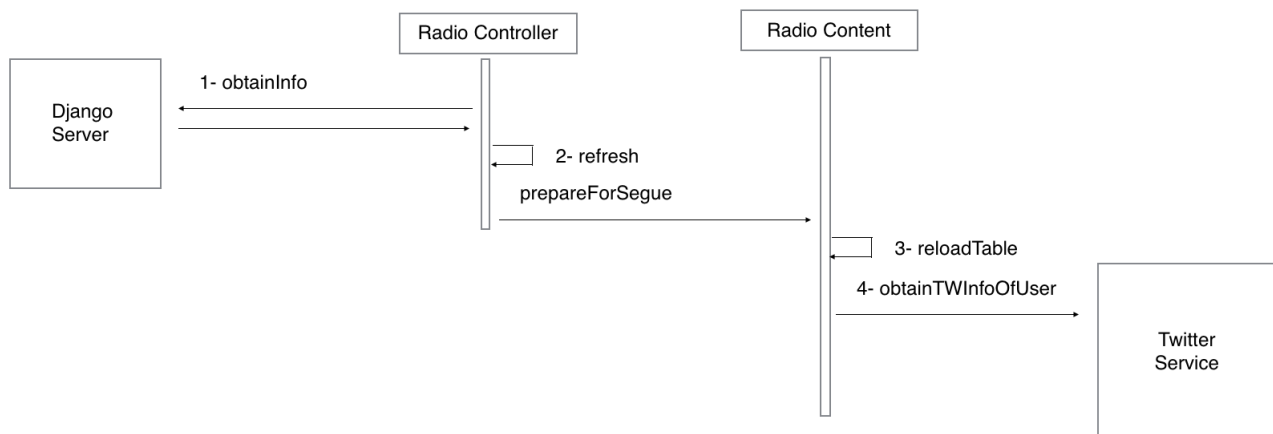 Radio Controller
Radio Content
1- obtainInfo
Django
Server
2- refresh
prepareForSegue
3- reloadTable
4- obtainTWInfoOfUser
Twitter
Service